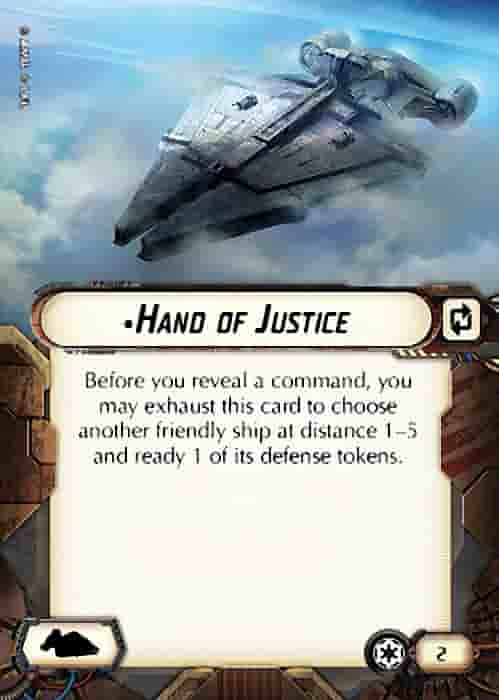 •HAND OF JUSTICE
Before you reveal a command, you
may exhaust this card to choose
another friendly ship at distance 1–5
and ready 1 of its defense tokens.
2